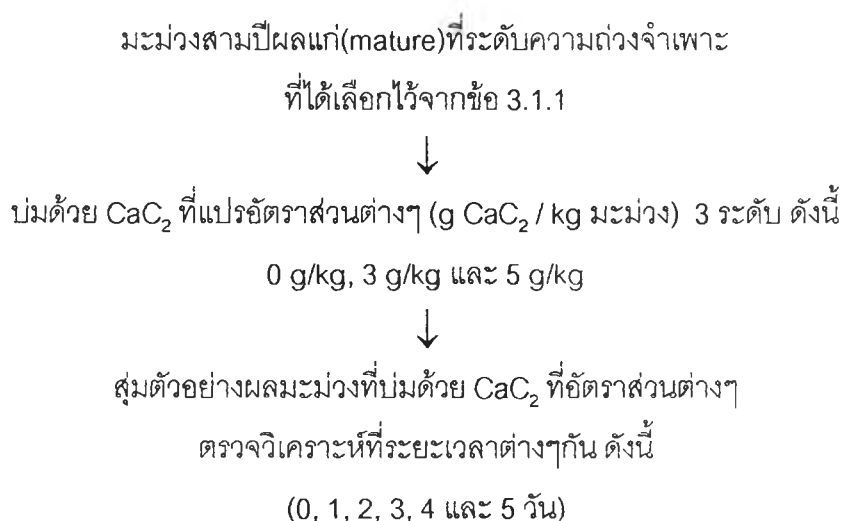 มะม่วงสามปีผลแก่(mature)ที่ระดับความถ่วงจำเพาะ
ที่ได้เลือกไว้จากข้อ 3.1.1
↓
บ่มด้วย CaC₂ ที่แปรอัตราส่วนต่างๆ (g CaC₂ / kg มะม่วง) 3 ระดับ ดังนี้
0 g/kg, 3 g/kg และ 5 g/kg
↓
สุ่มตัวอย่างผลมะม่วงที่บ่มด้วย CaC₂ ที่อัตราส่วนต่างๆ
ตรวจวิเคราะห์ที่ระยะเวลาต่างๆกัน ดังนี้
(0, 1, 2, 3, 4 และ 5 วัน)